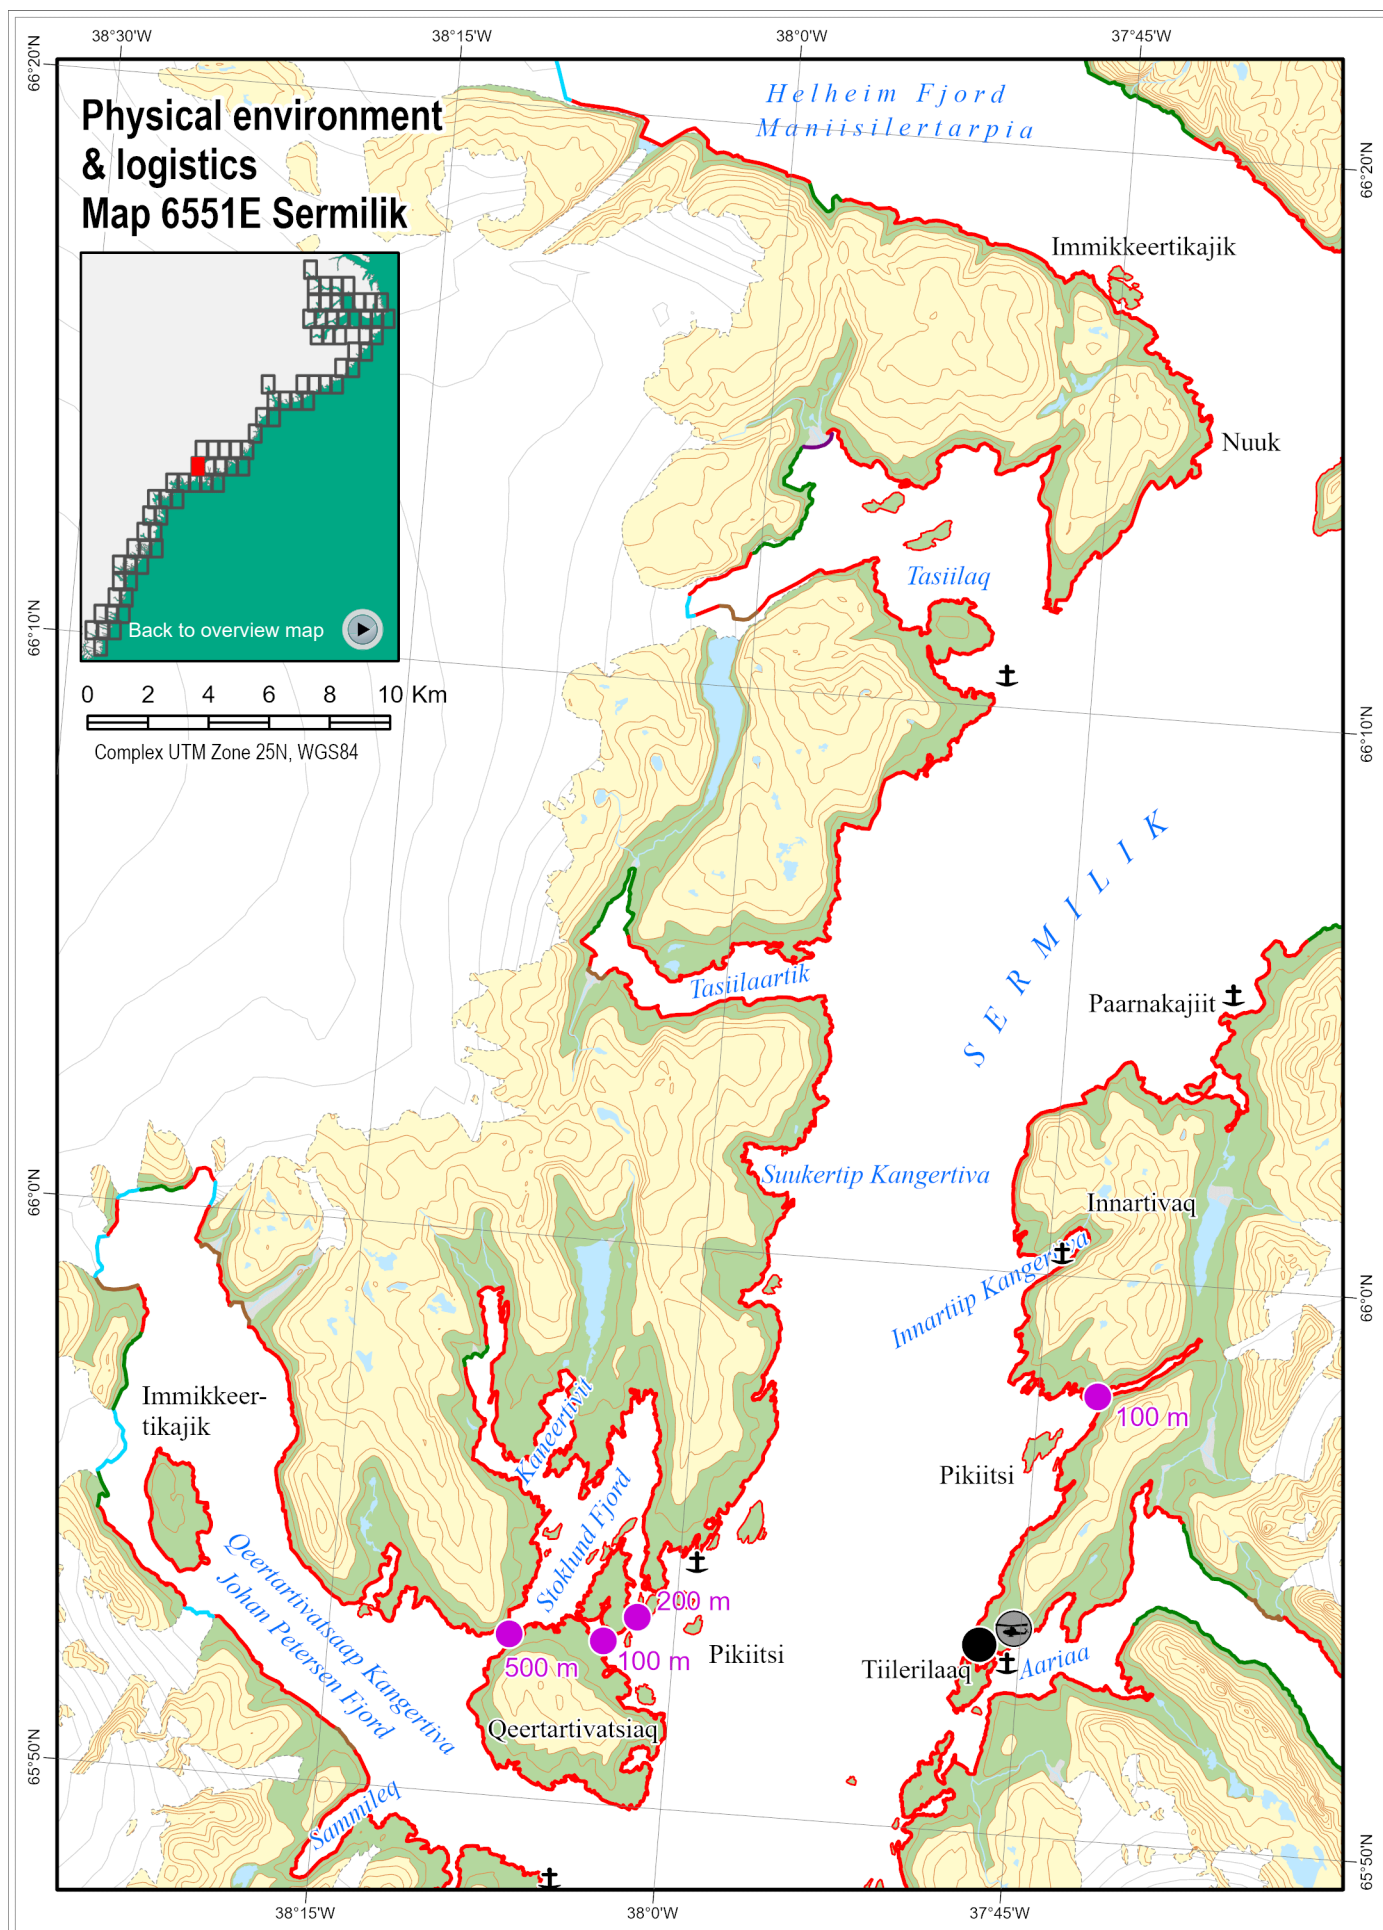 38°30'W
38°15'W
38°0'W
37°45'W
66°20'N
66°20'N
Physical environment
& logistics
Map 6551E Sermilik
Helheim Fjord
Maniisilertarpia
Immikkeertikajik
Nuuk
Tasiilaq
Back to overview map
66°10'N
66°10'N
0 2 4 6 8 10 Km
Complex UTM Zone 25N, WGS84
SERMILIK
Tasiilaartik
Paarnakajiit
Suukertip Kangertiva
Innartivaq
Innartiip Kangertiva
66°0'N
66°0'N
Immikkeer-
tikajik
Kaneertivit
100 m
Pikiitsi
Stoklund Fjord
Qeertartivatsaap Kangertiva
Johan Petersen Fjord
200 m
500 m
100 m
Pikiitsi
Tiilerilaaq
Aariaa
Qeertartivatsiaq
Sammileq
65°50'N
65°50'N
38°15'W
38°0'W
37°45'W